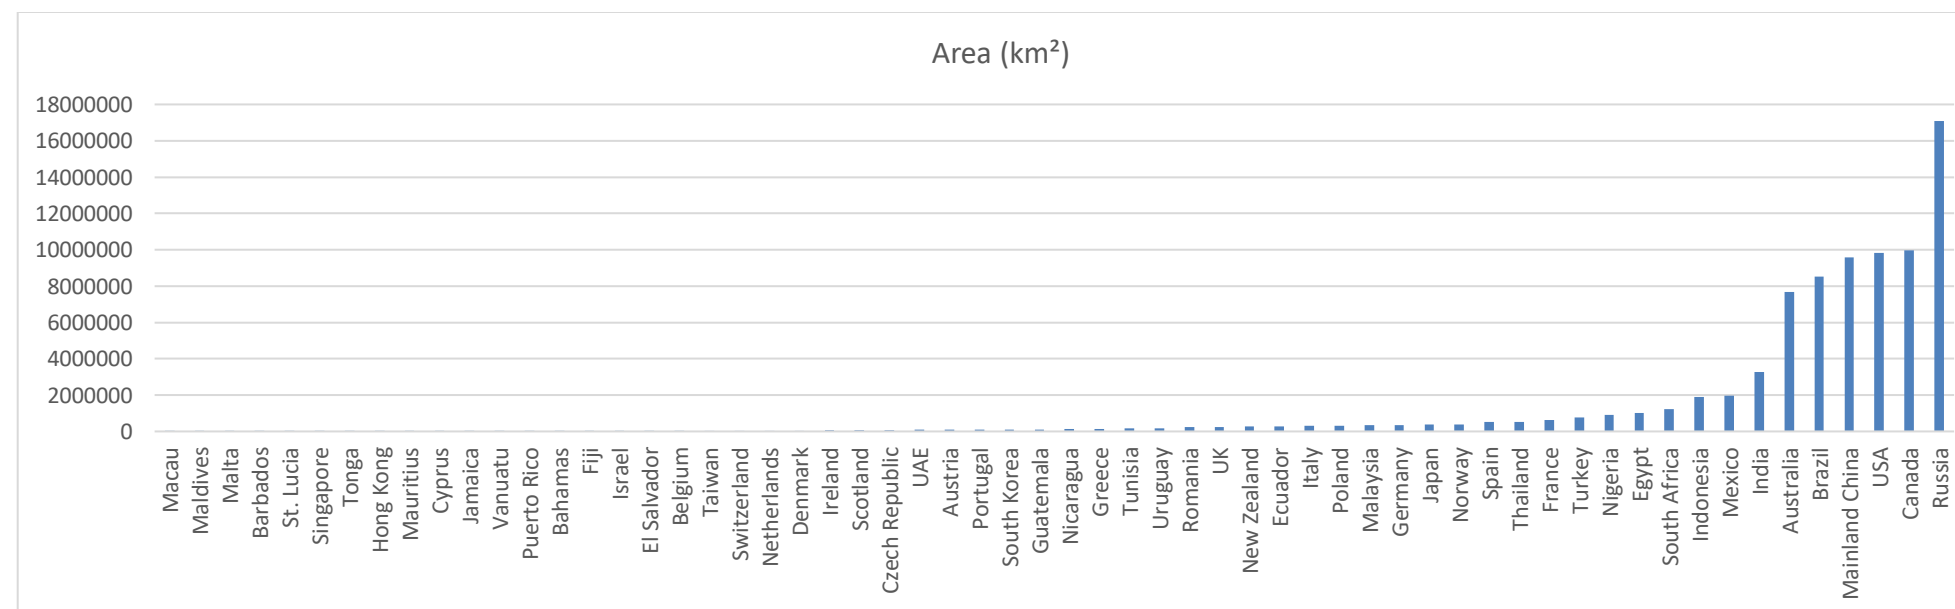 Area (km²)
18000000
16000000
14000000
12000000
10000000
8000000
6000000
4000000
2000000
0
Macau
Maldives
Malta
Barbados
St. Lucia
Singapore
Tonga
Hong Kong
Mauritius
Cyprus
Jamaica
Vanuatu
Puerto Rico
Bahamas
Fiji
Israel
El Salvador
Belgium
Taiwan
Switzerland
Netherlands
Denmark
Ireland
Scotland
Czech Republic
UAE
Austria
Portugal
South Korea
Guatemala
Nicaragua
Greece
Tunisia
Uruguay
Romania
UK
New Zealand
Ecuador
Italy
Poland
Malaysia
Germany
Japan
Norway
Spain
Thailand
France
Turkey
Nigeria
Egypt
South Africa
Indonesia
Mexico
India
Australia
Brazil
Mainland China
USA
Canada
Russia